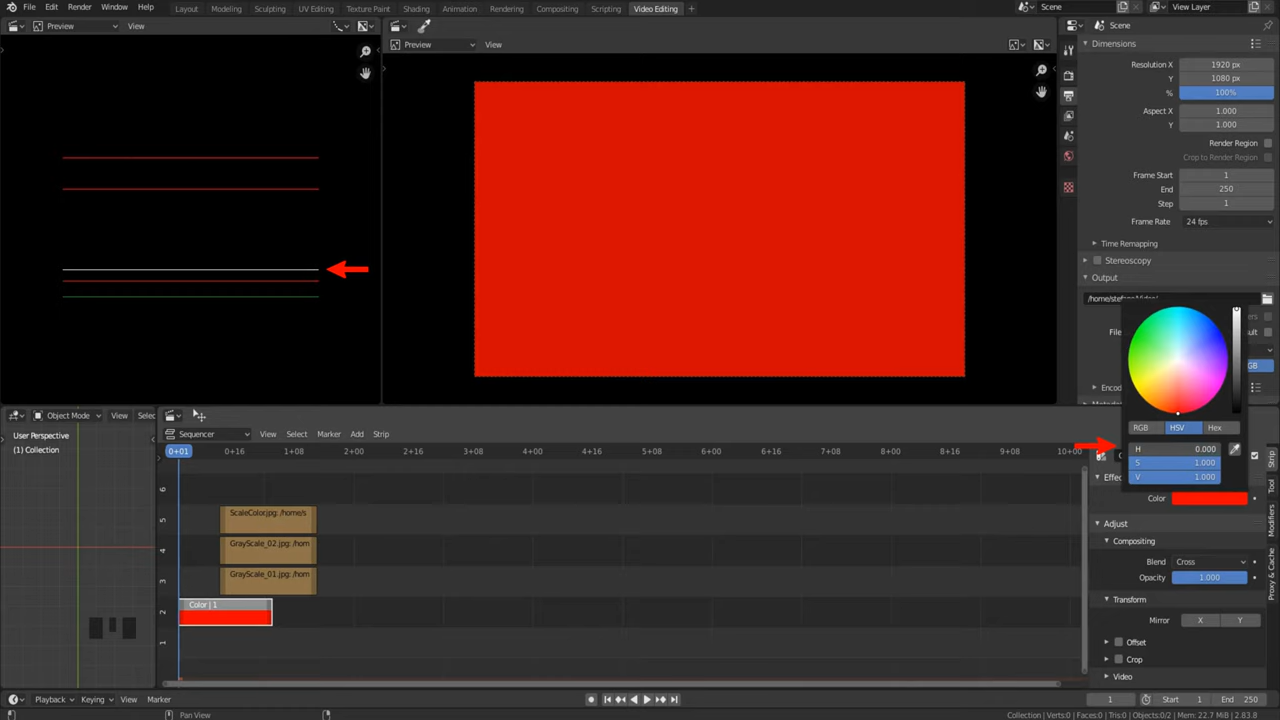 File Edit Render Window Help Layout Modeling Sculpting UV Editing Texture Paint Shading Animation Rendering Compositing Scripting Video Editing + Scene View Layer
Preview View
Preview View
Scene
Dimensions
Resolution X 1920 px
Y 1080 px
% 100%
Aspect X 1.000
Y 1.000
Render Region
Crop to Render Region
Frame Start 1
End 250
Step 1
Frame Rate 24 fps
Time Remapping
Stereoscopy
Output
H 0.000
S 1.000
V 1.000
RGB HSV Hex
Color
Adjust
Compositing
Blend Cross
Opacity 1.000
Transform
Mirror X Y
Offset
Crop
Video
Strip
Tool
Modifiers
Proxy & Cache
Object Mode View Selec
User Perspective
(1) Collection
Sequencer View Select Marker Add Strip
0+01 0+16 1+08 2+00 4+16 5+08 6+00 7+08 8+00 8+16 9+08 10+00
6
5
4
3
2
1
ScaleColor.jpg: /home/s
GrayScale_02.jpg: /hom
GrayScale_01.jpg: /hom
Color | 1
Playback Keying View Marker 1 Start 1 End 250
Pan View Collection | Verts:0 | Faces:0 | Tris:0 | Objects:0/2 | Mem: 22.7 MiB | 2.83.8